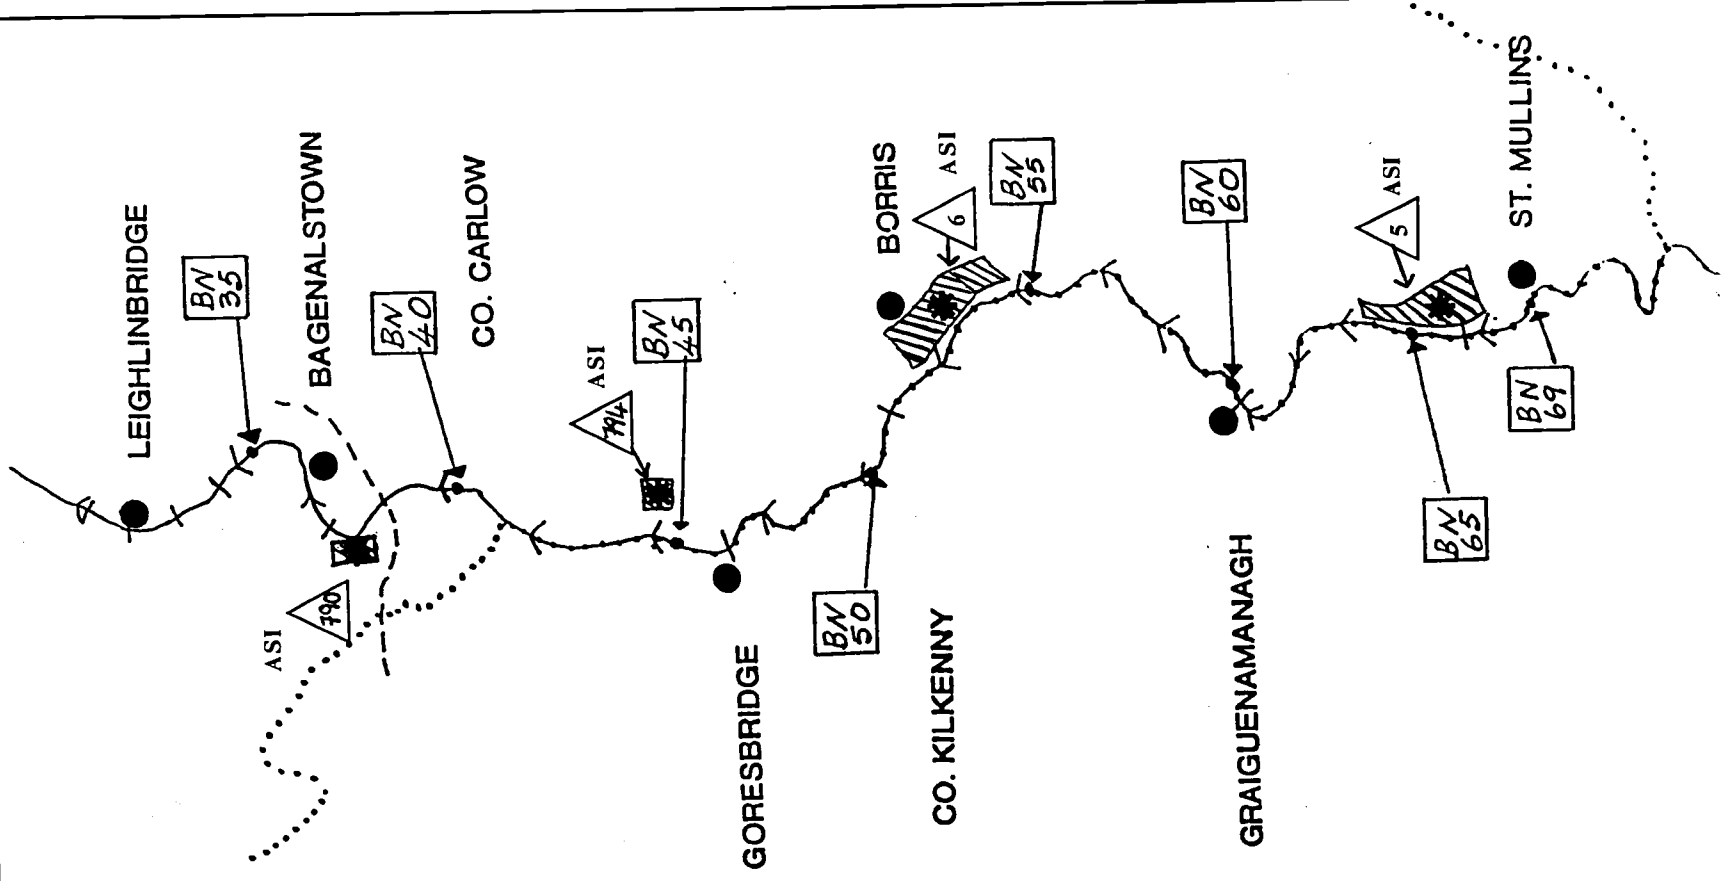 LEIGHLINBRIDGE
BN
35
BAGENALSTOWN
ASI
790
BN
40
CO. CARLOW
ASI
794
BN
45
GORESBRIDGE
BN
50
CO. KILKENNY
BORRIS
6
ASI
BN
55
BN
60
GRAIGUENAMANAGH
5
ASI
BN
65
ST. MULLINS
BN
69